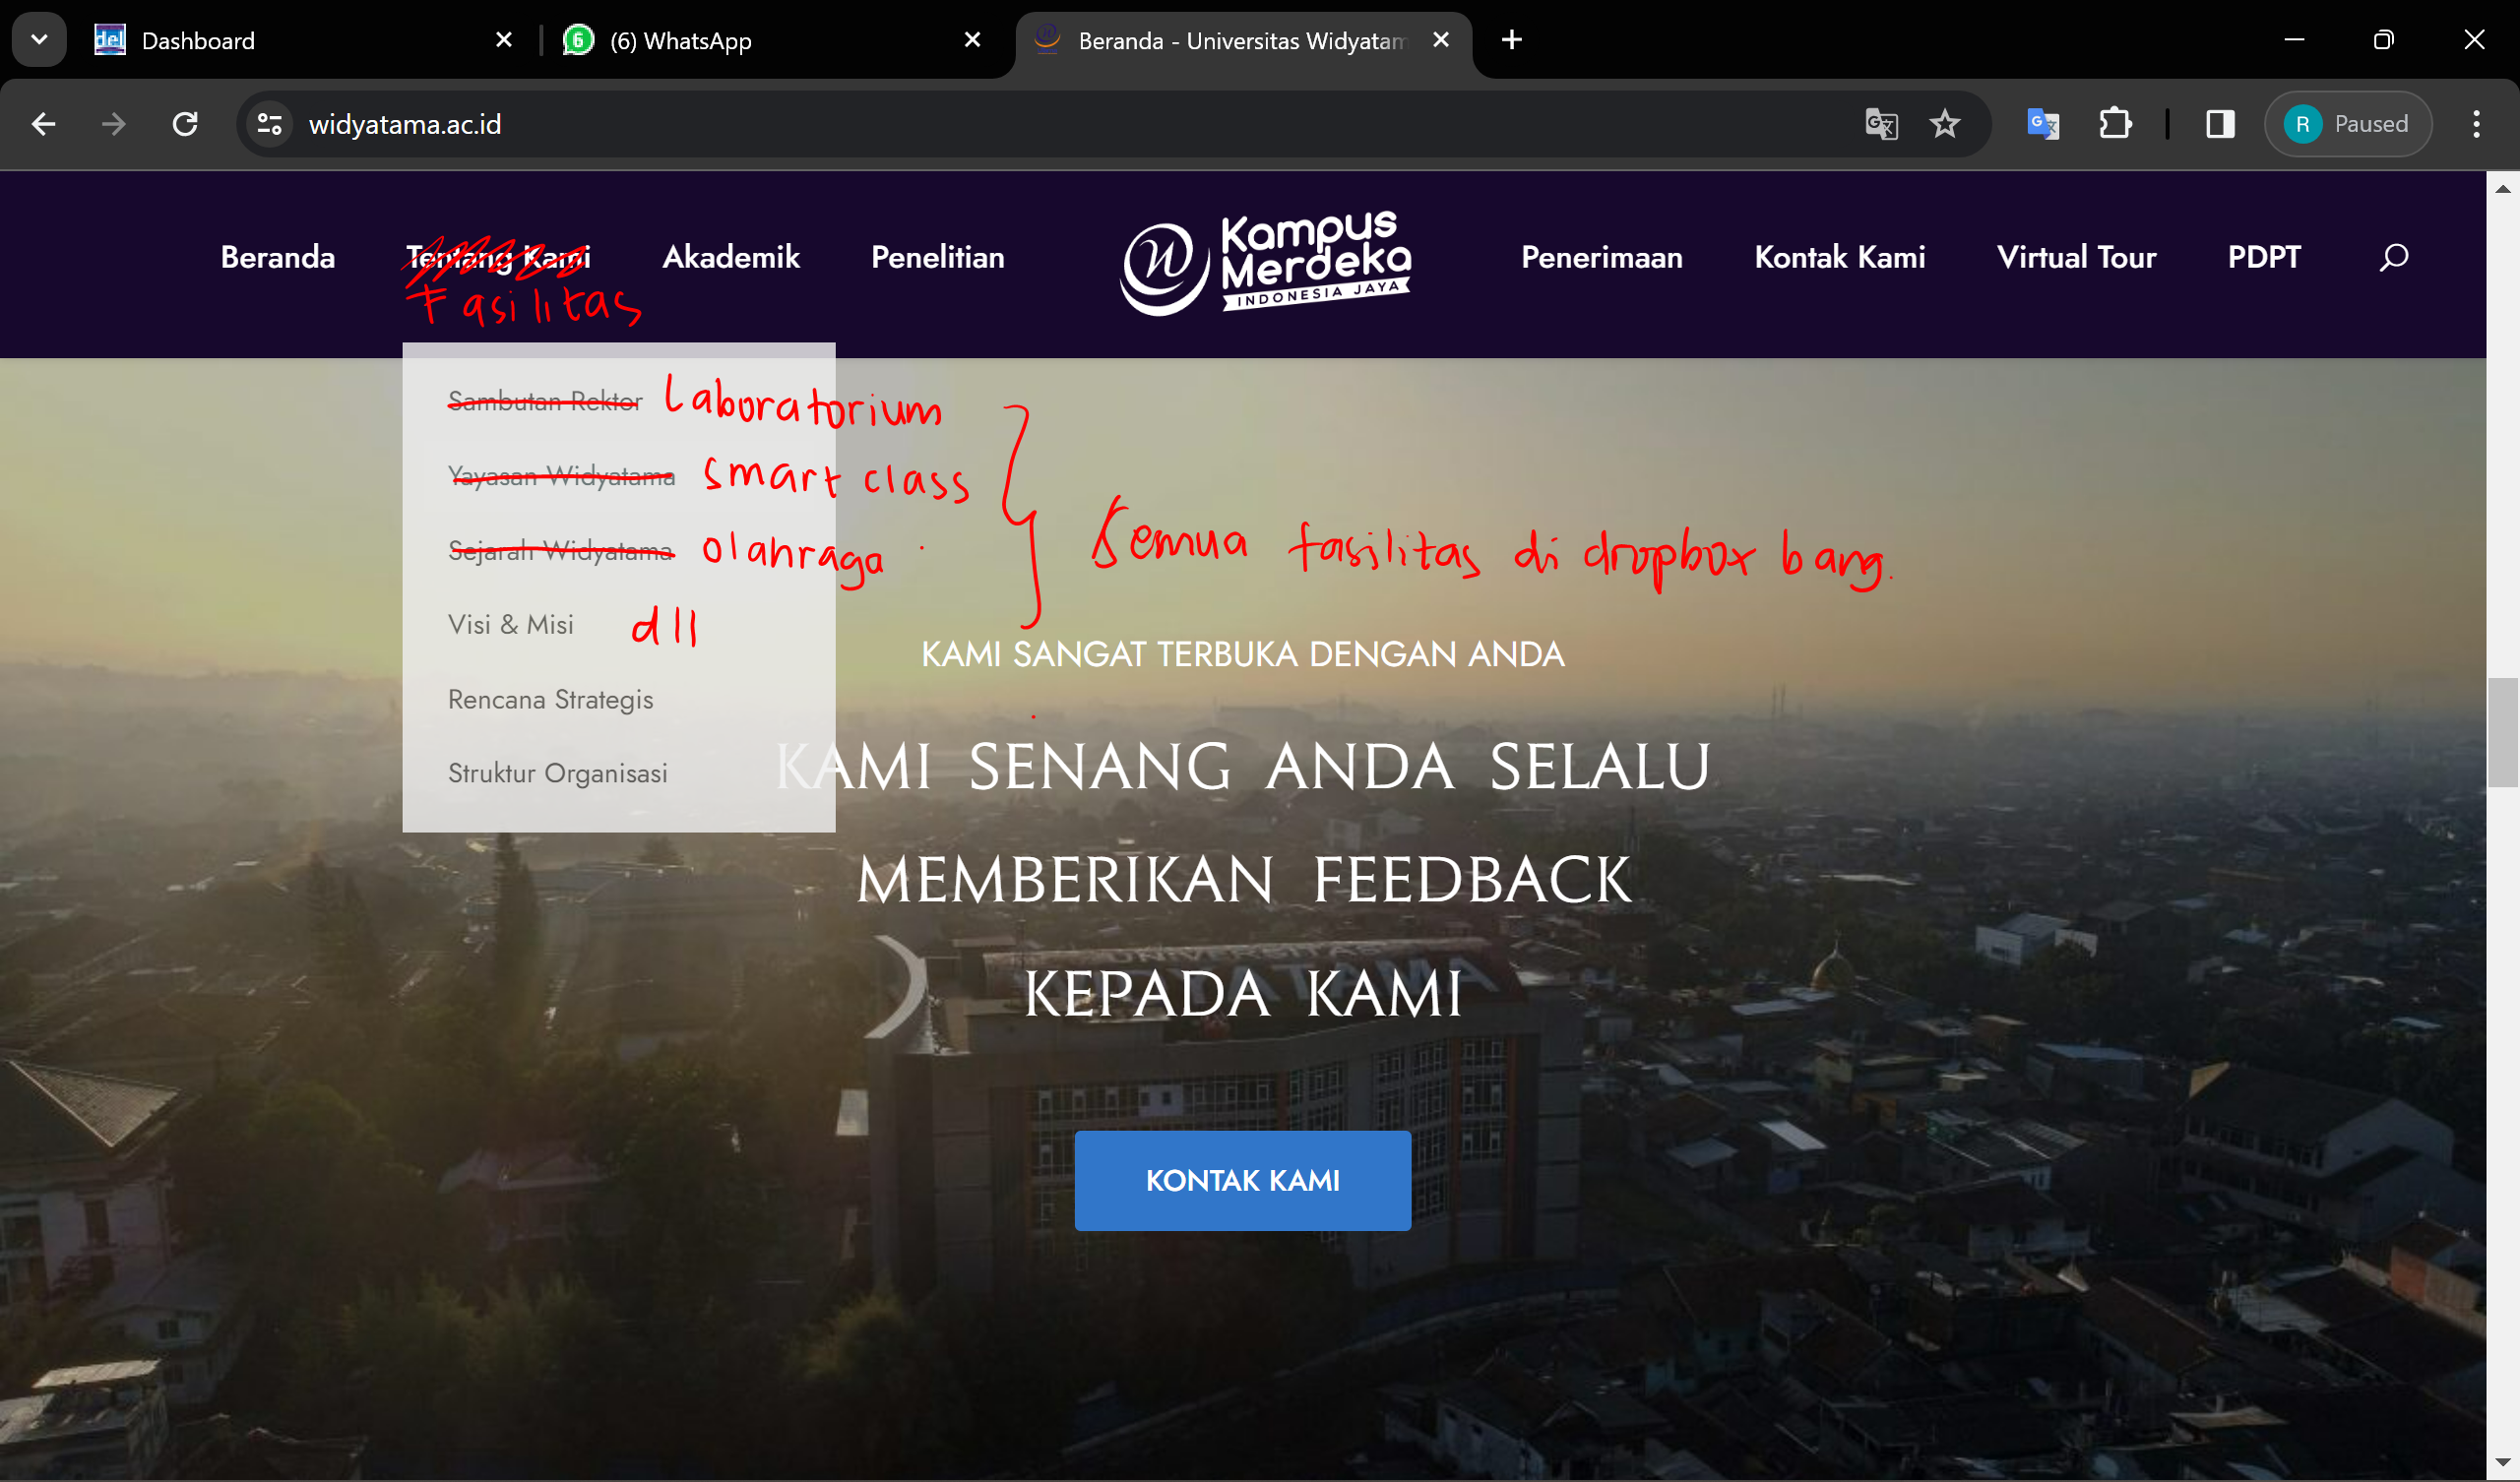 Dashboard
(6) WhatsApp
Beranda - Universitas Widyatam
widyatama.ac.id
R Paused
Beranda Tentang Kami Akademik Penelitian
Kampus
Merdeka
INDONESIA JAYA
Penerimaan Kontak Kami Virtual Tour PDPT
Fasilitas
Sambutan Rektor Laboratorium
Yayasan Widyatama smart class
Sejarah Widyatama olahraga
Semua fasilitas di dropbox bang.
Visi & Misi dll
Rencana Strategis
Struktur Organisasi
KAMI SANGAT TERBUKA DENGAN ANDA
KAMI SENANG ANDA SELALU
MEMBERIKAN FEEDBACK
KEPADA KAMI
UNIVERSITAS
KONTAK KAMI